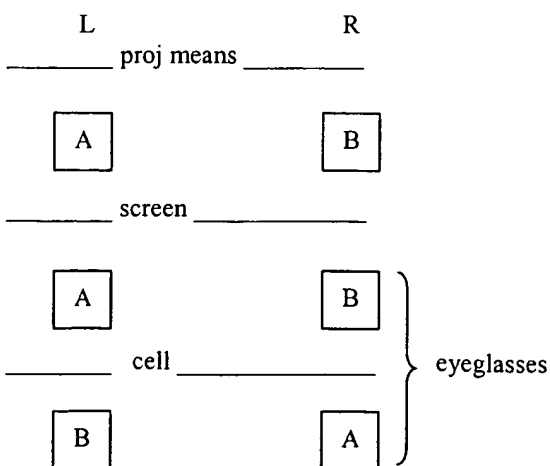 L R
proj means
A B
screen
A B
cell
eyeglasses
B A